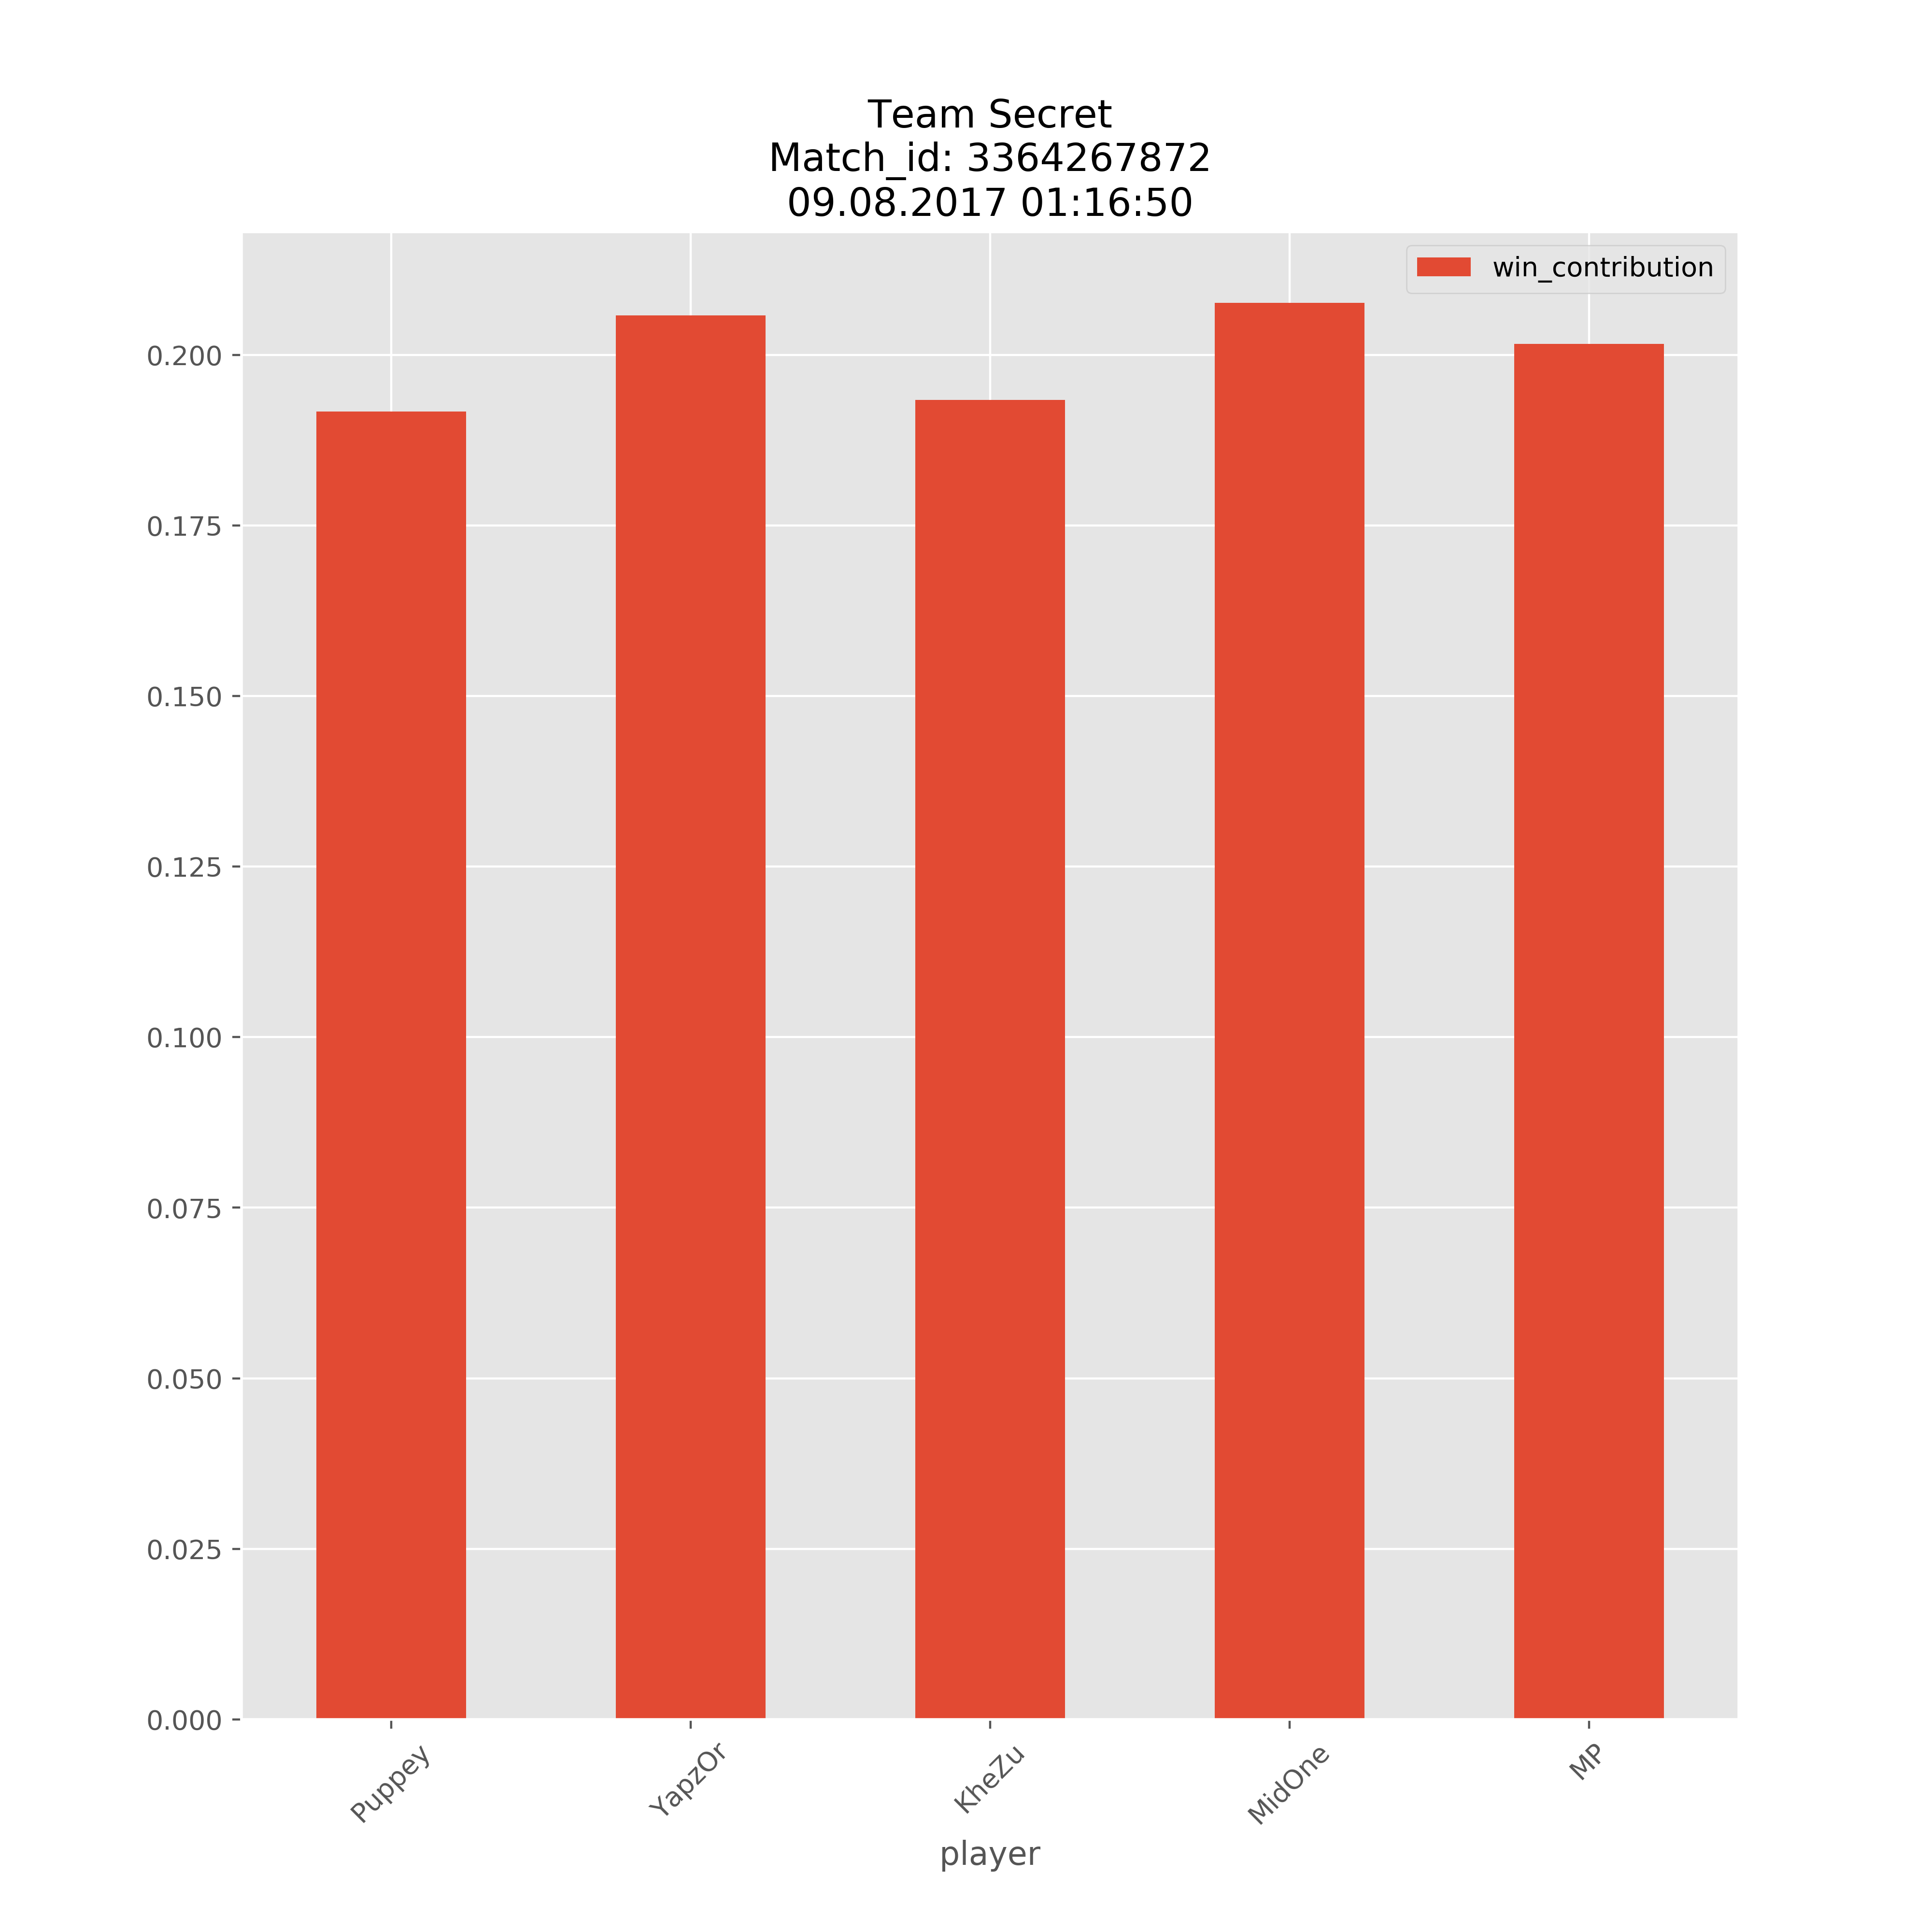 Team Secret
Match_id: 3364267872
09.08.2017 01:16:50
win_contribution
0.200
0.175
0.150
0.125
0.100
0.075
0.050
0.025
0.000
Puppey
YapzOr
KheZu
MidOne
MP
player